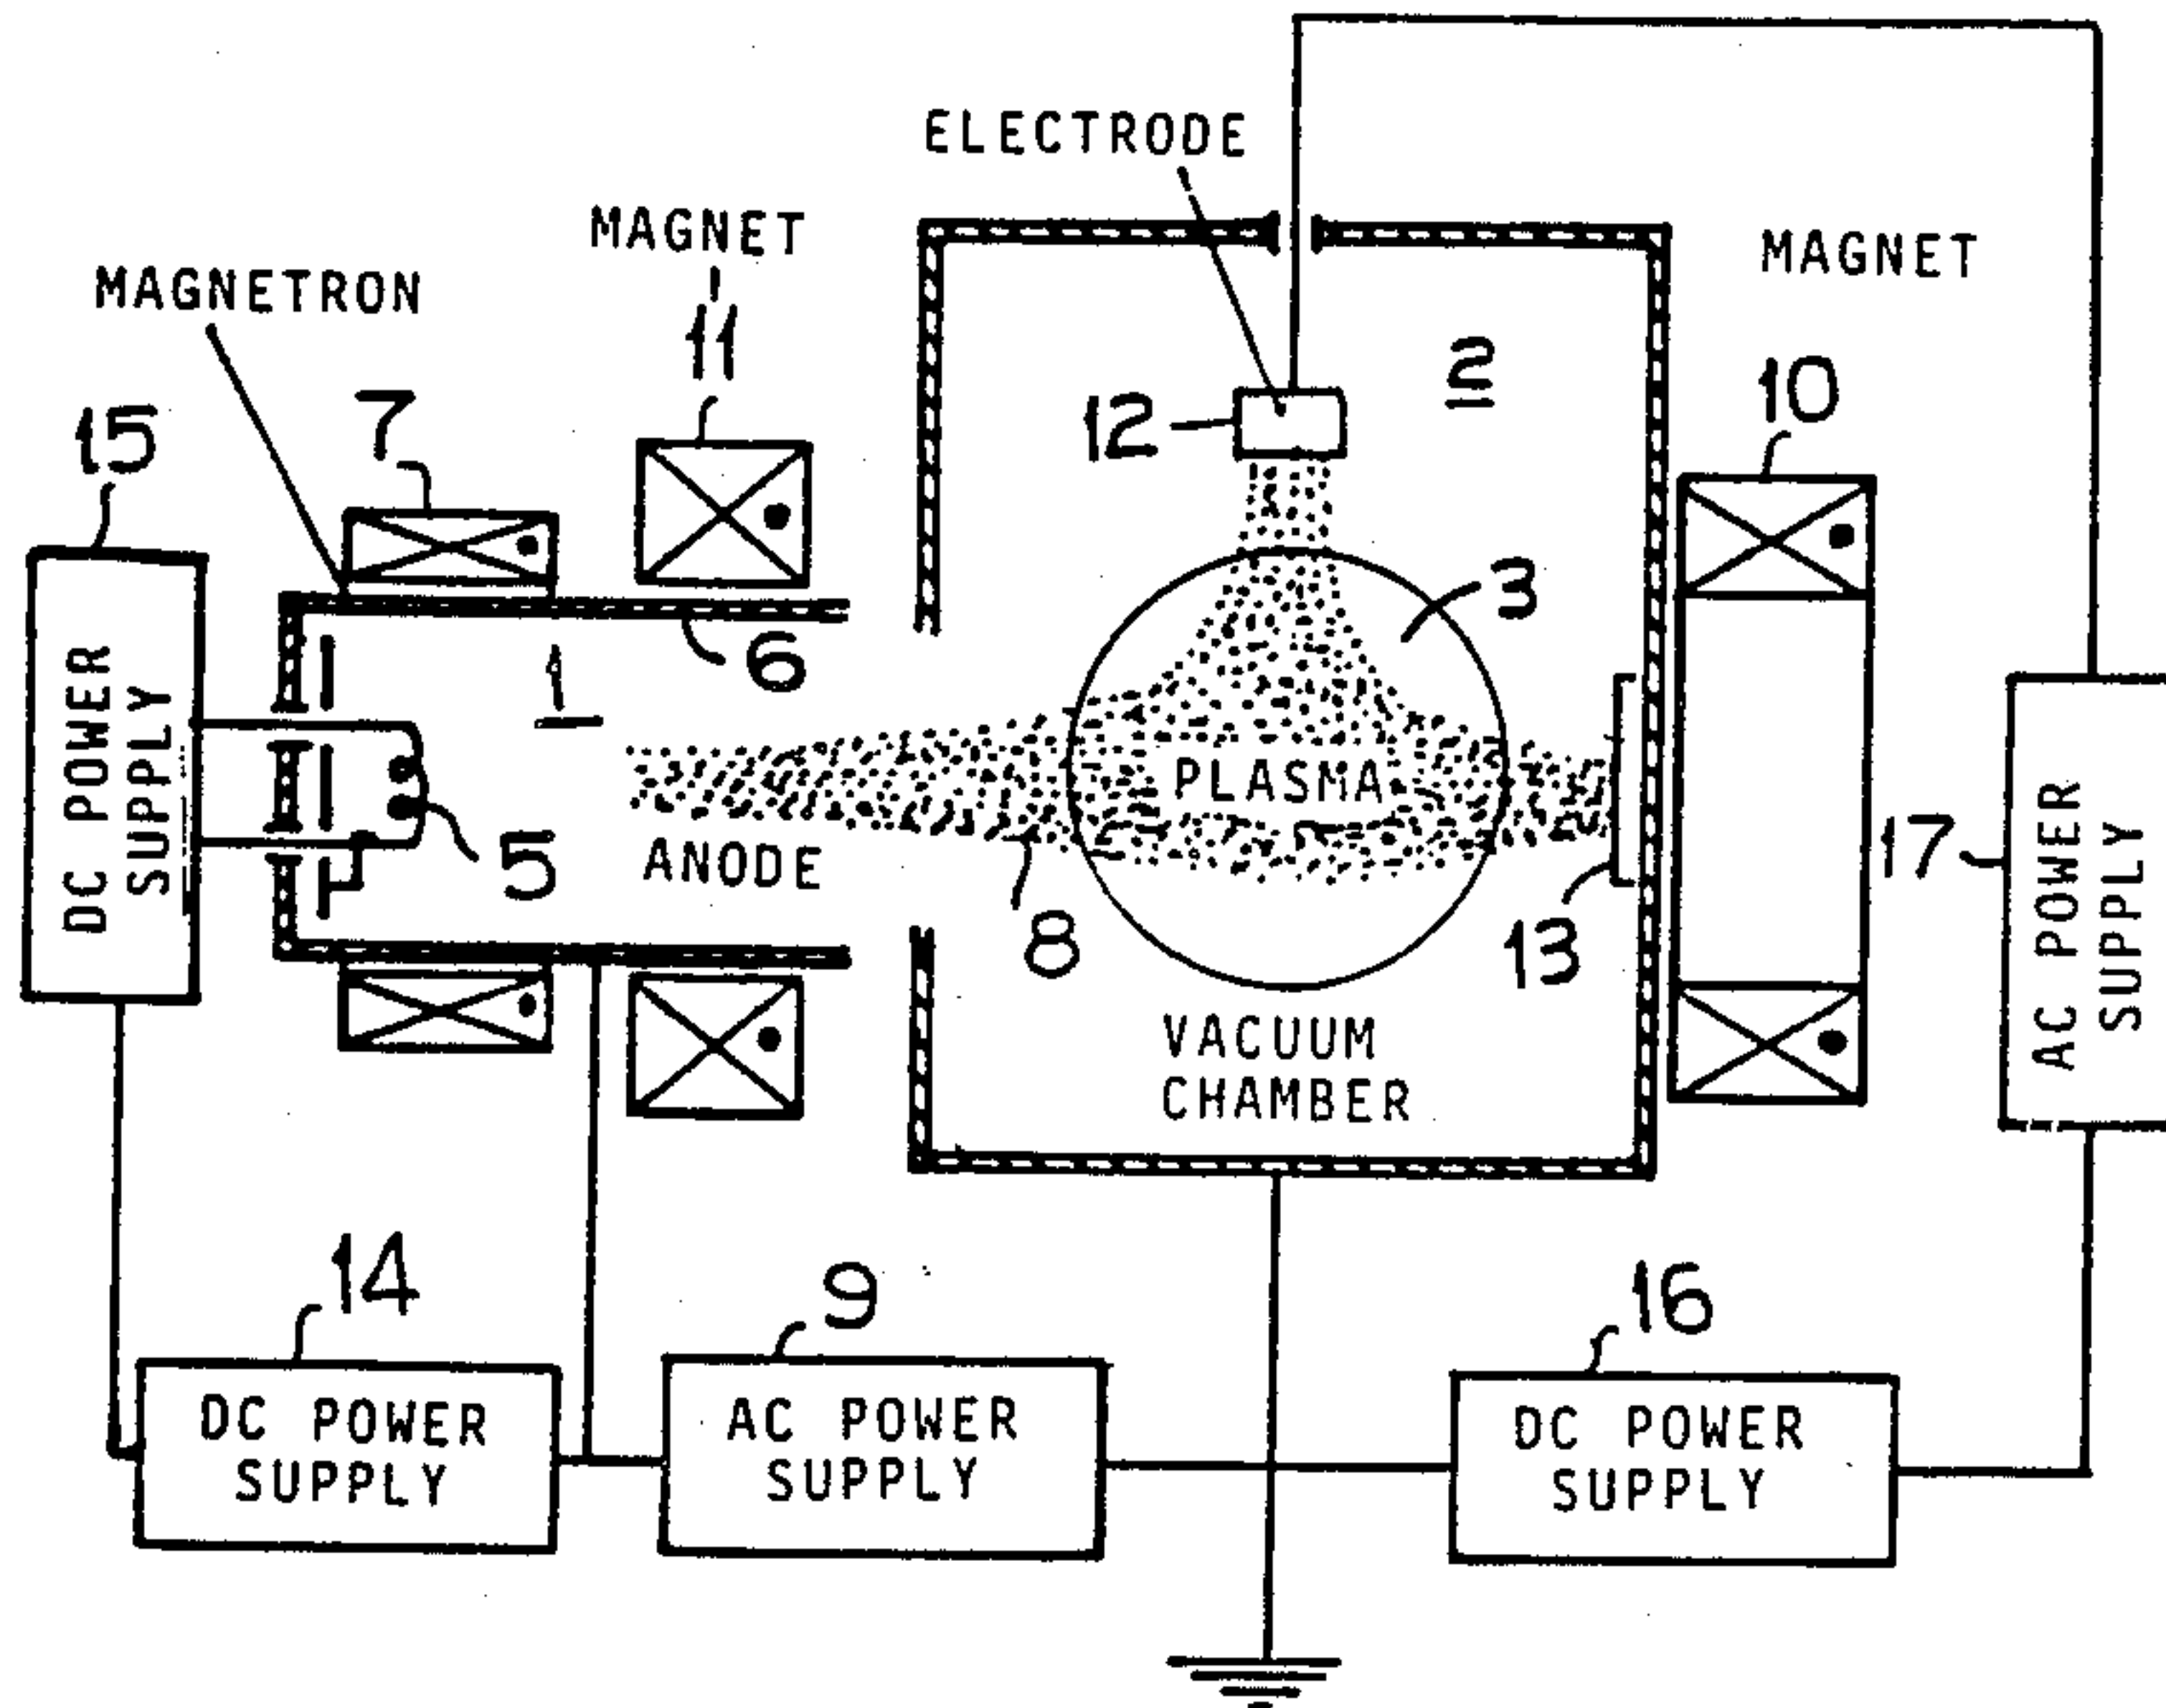 ELECTRODE
MAGNET
MAGNET
MAGNETRON
11
2
10
12
7
15
3
6
1
DC POWER
SUPPLY
PLASMA
5
ANODE
17
AC POWER
SUPPLY
8
13
VACUUM
CHAMBER
14
9
16
DC POWER
SUPPLY
AC POWER
SUPPLY
DC POWER
SUPPLY